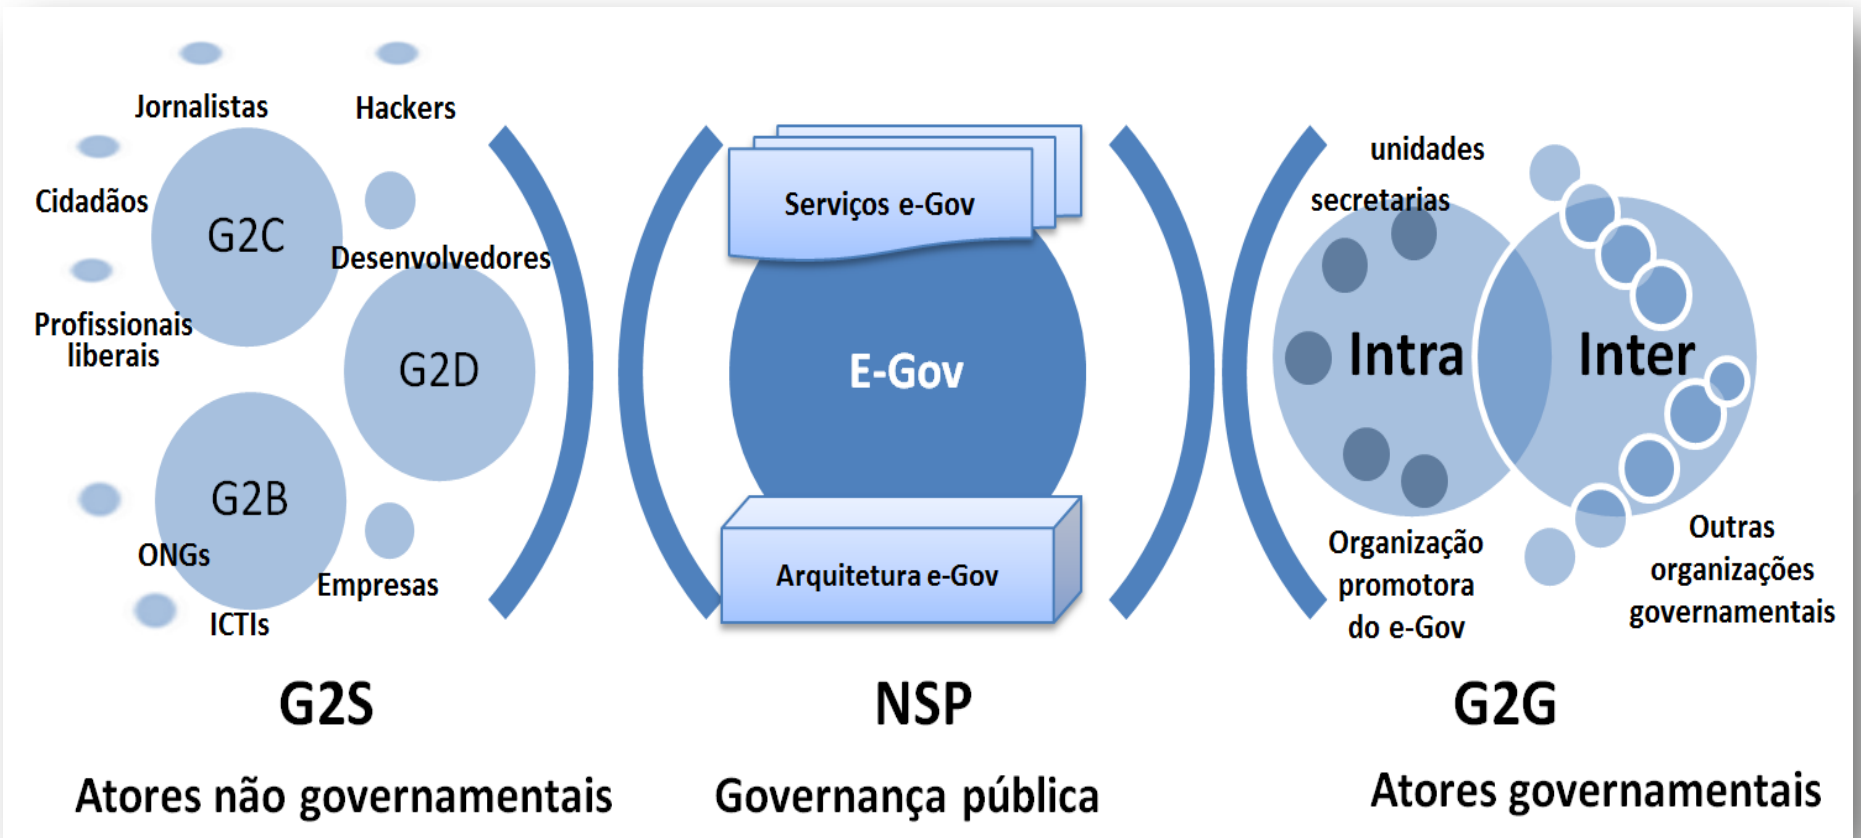 Jornalistas
Hackers
Cidadãos
G2C
Desenvolvedores
Profissionais
liberais
G2D
G2B
ONGs
Empresas
ICTIs
G2S
Atores não governamentais
Serviços e-Gov
E-Gov
Arquitetura e-Gov
NSP
Governança pública
unidades
secretarias
Intra
Inter
Organização
promotora
do e-Gov
Outras
organizações
governamentais
G2G
Atores governamentais